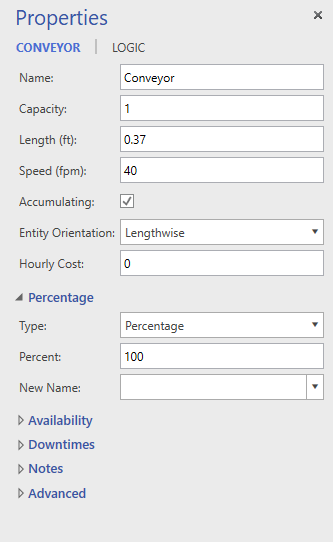 Properties
CONVEYOR | LOGIC
Name: Conveyor
Capacity: 1
Length (ft): 0.37
Speed (fpm): 40
Accumulating:
Entity Orientation: Lengthwise
Hourly Cost: 0
Percentage
Type: Percentage
Percent: 100
New Name:
Availability
Downtimes
Notes
Advanced